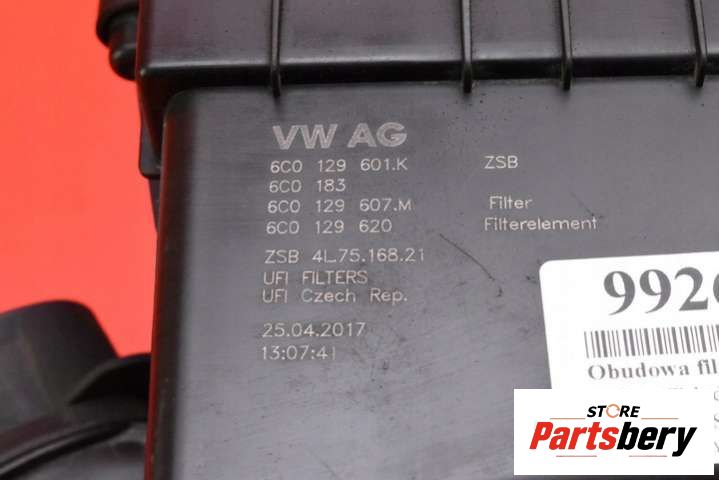 VW AG
6C0 129 601.K ZSB
6C0 183
6C0 129 607.M Filter
6C0 129 620 Filterelement
ZSB 4L75.168.21
UFI FILTERS
UFI Czech Rep.
25.04.2017
13:07:41
Obudowa fil
STORE
Partsbery